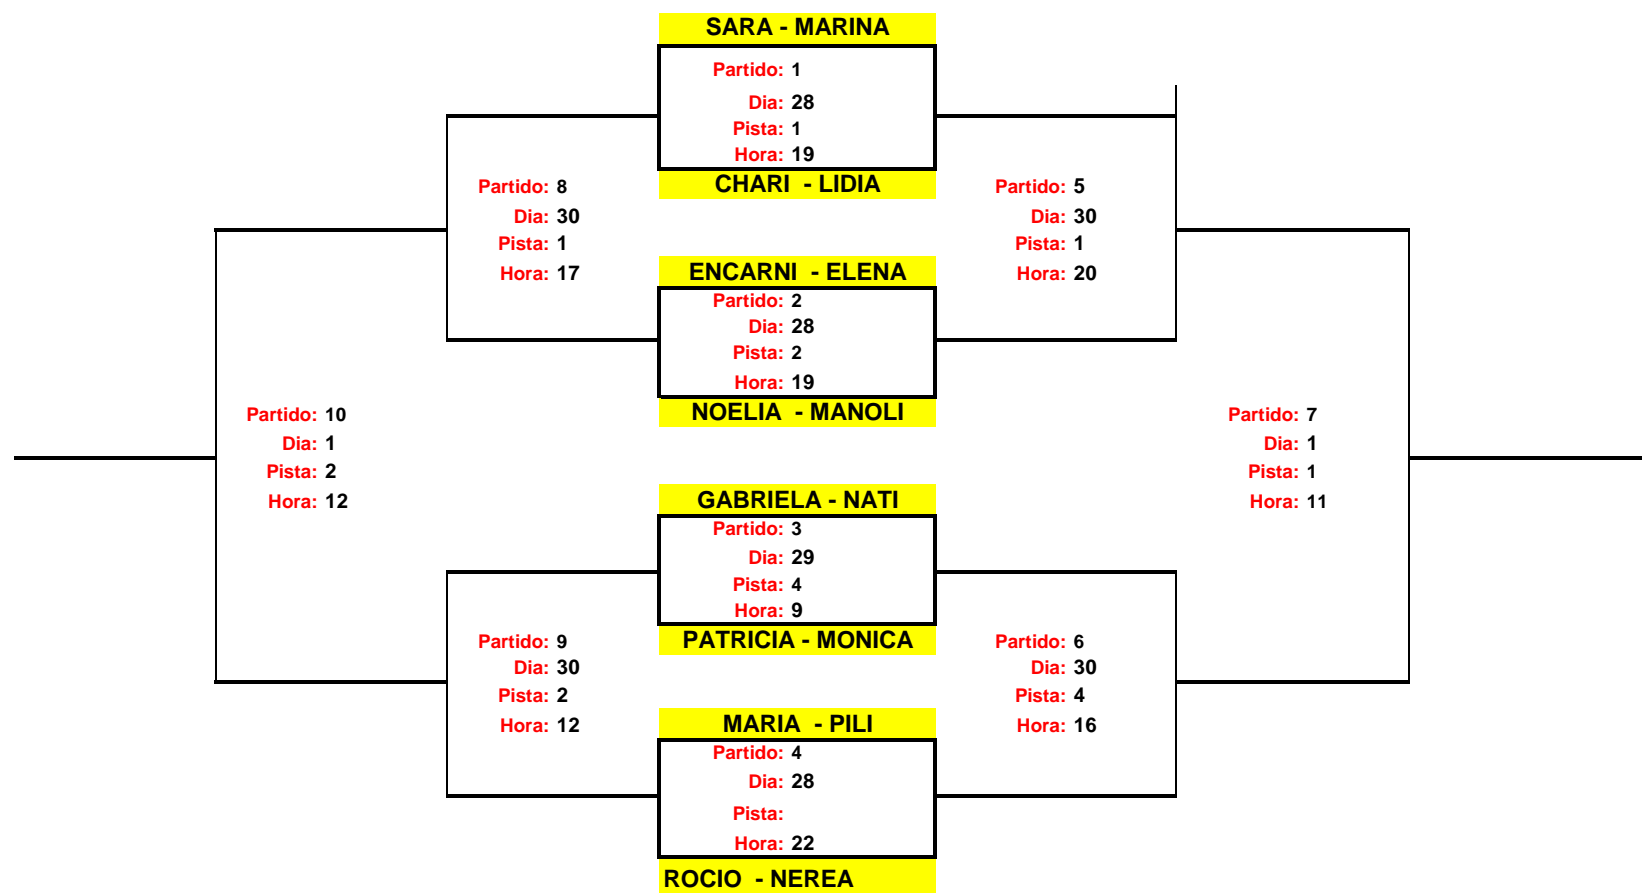 SARA - MARINA
Partido: 1
Dia: 28
Pista: 1
Hora: 19
CHARI - LIDIA
Partido: 8
Dia: 30
Pista: 1
Hora: 17
Partido: 5
Dia: 30
Pista: 1
Hora: 20
ENCARNI - ELENA
Partido: 2
Dia: 28
Pista: 2
Hora: 19
NOELIA - MANOLI
Partido: 10
Dia: 1
Pista: 2
Hora: 12
Partido: 7
Dia: 1
Pista: 1
Hora: 11
GABRIELA - NATI
Partido: 3
Dia: 29
Pista: 4
Hora: 9
PATRICIA - MONICA
Partido: 9
Dia: 30
Pista: 2
Hora: 12
Partido: 6
Dia: 30
Pista: 4
Hora: 16
MARIA - PILI
Partido: 4
Dia: 28
Pista:
Hora: 22
ROCIO - NEREA